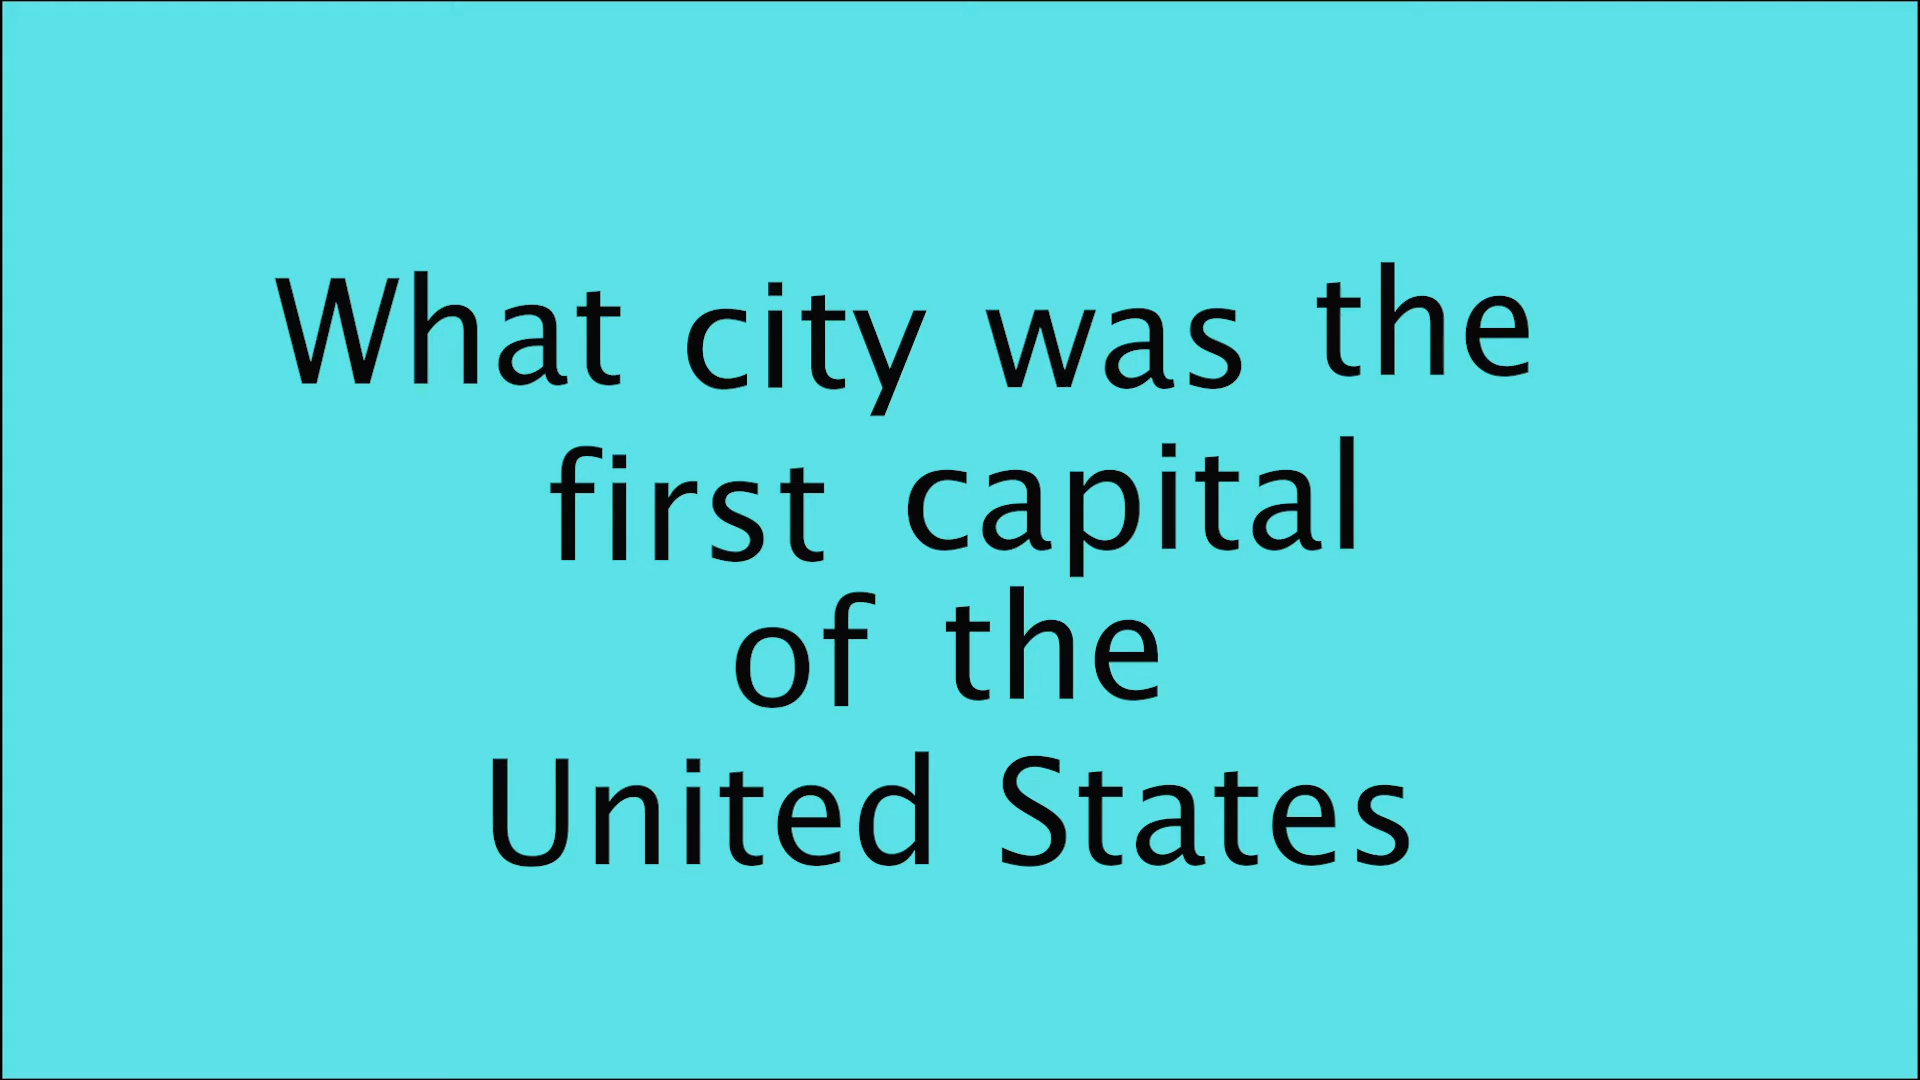 What city was the
first capital
of the
United States